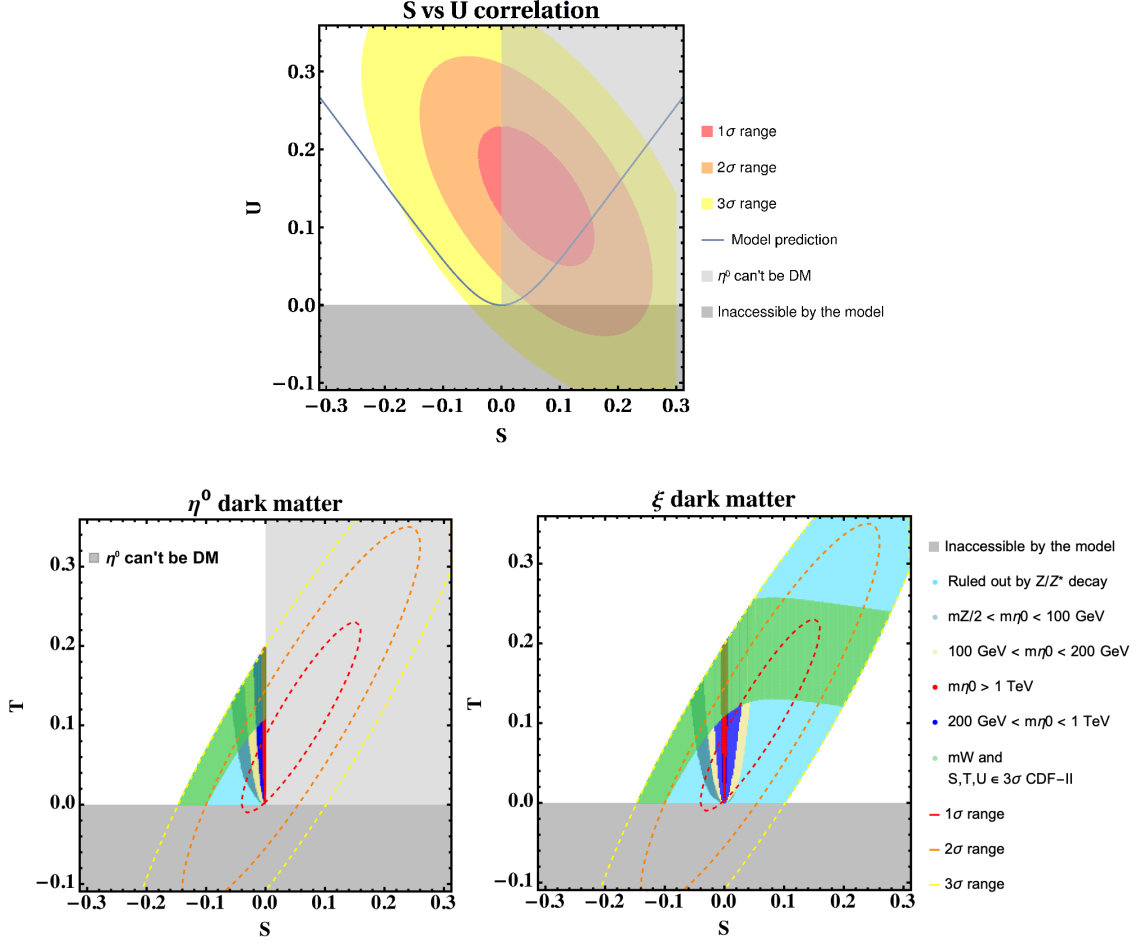 S vs U correlation
0.3
0.2
0.1
0.0
−0.1
U
−0.3 −0.2 −0.1 0.0 0.1 0.2 0.3
S
1σ range
2σ range
3σ range
Model prediction
η⁰ can't be DM
Inaccessible by the model
η⁰ dark matter
η⁰ can't be DM
0.3
0.2
0.1
0.0
−0.1
T
−0.3 −0.2 −0.1 0.0 0.1 0.2 0.3
S
ξ dark matter
0.3
0.2
0.1
0.0
−0.1
T
−0.3 −0.2 −0.1 0.0 0.1 0.2 0.3
S
Inaccessible by the model
Ruled out by Z/Z* decay
mZ/2 < mη0 < 100 GeV
100 GeV < mη0 < 200 GeV
mη0 > 1 TeV
200 GeV < mη0 < 1 TeV
mW and
S,T,U ∈ 3σ CDF−II
1σ range
2σ range
3σ range